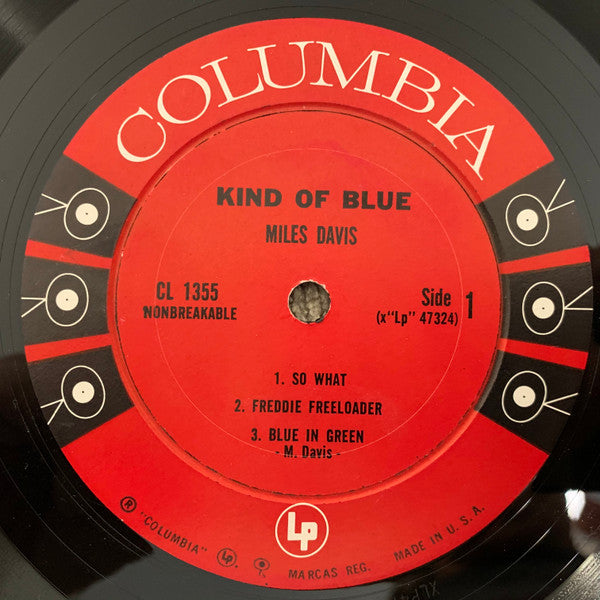 COLUMBIA
KIND OF BLUE
MILES DAVIS
CL 1355
NONBREAKABLE
Side 1
(x"Lp" 47324)
1. SO WHAT
2. FREDDIE FREELOADER
3. BLUE IN GREEN
- M. Davis -
Lp
® "COLUMBIA" Lp MARCAS REG. MADE IN U.S.A.